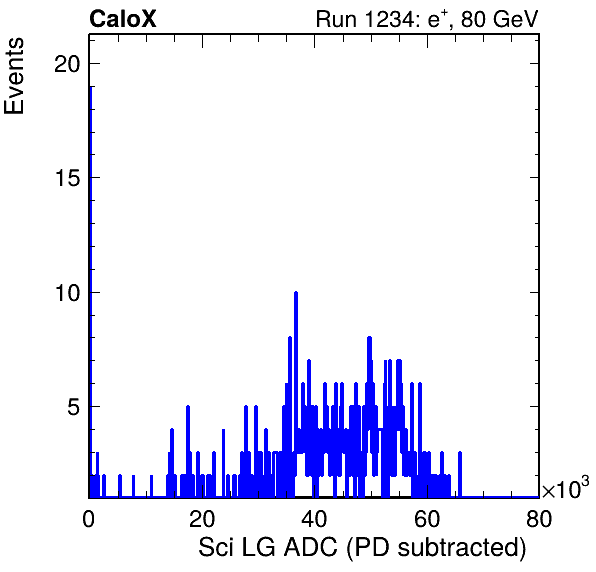 CaloX Run 1234: e⁺, 80 GeV
Events
20
15
10
5
0 20 40 60 80
×10³
Sci LG ADC (PD subtracted)